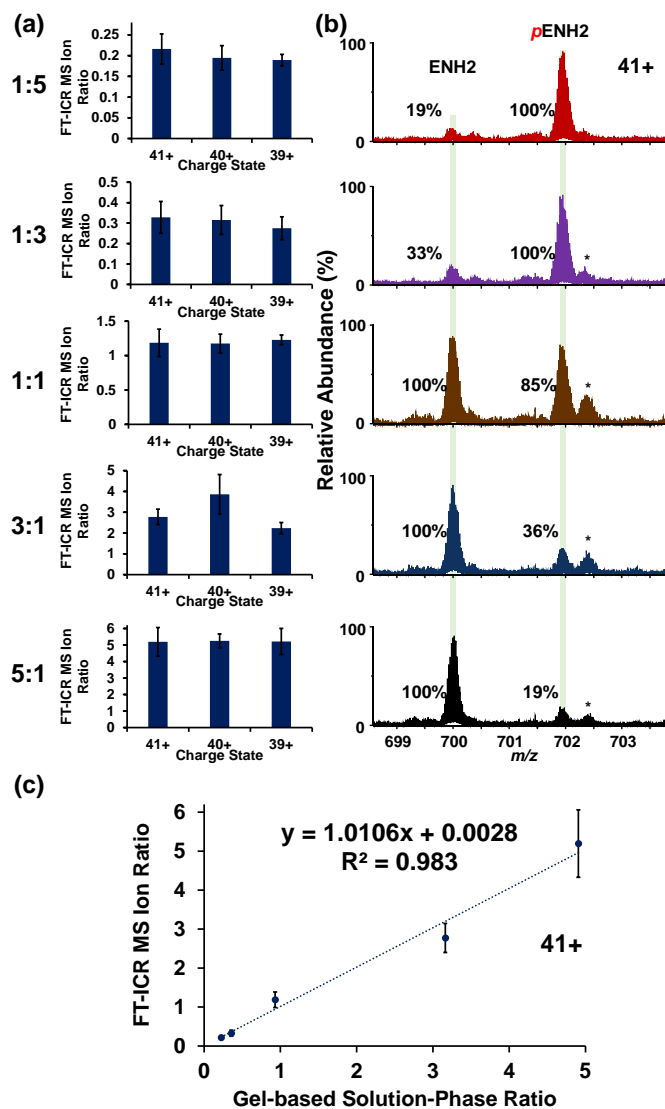 (a)
1:5
FT-ICR MS Ion
Ratio
0.25
0.2
0.15
0.1
0.05
0
41+ 40+ 39+
Charge State
1:3
FT-ICR MS Ion
Ratio
0.5
0.4
0.3
0.2
0.1
0
41+ 40+ 39+
Charge State
1:1
FT-ICR MS Ion
Ratio
1.5
1
0.5
0
41+ 40+ 39+
Charge State
3:1
FT-ICR MS Ion
Ratio
5
4
3
2
1
0
41+ 40+ 39+
Charge State
5:1
FT-ICR MS Ion
Ratio
6
5
4
3
2
1
0
41+ 40+ 39+
Charge State
(b)
ENH2
pENH2
41+
Relative Abundance (%)
100
19% 100%
0
100
33% 100% *
0
100
100% 85% *
0
100
100% 36% *
0
100
100% 19% *
0
699 700 701 702 703
m/z
(c)
FT-ICR MS Ion Ratio
6
5
4
3
2
1
0
y = 1.0106x + 0.0028
R² = 0.983
41+
0 1 2 3 4 5
Gel-based Solution-Phase Ratio